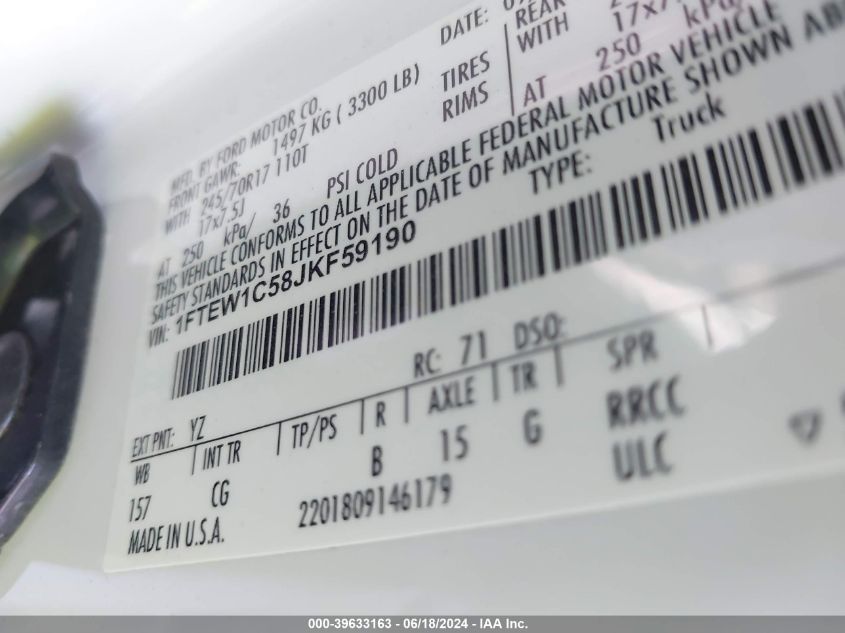 MFD. BY FORD MOTOR CO.
DATE:
FRONT GAWR: 1497 KG ( 3300 LB)
REAR
WITH 245/70R17 110T TIRES WITH
17X7.5J RIMS
AT 250 kPa/ 36 PSI COLD AT 250 kPa/
THIS VEHICLE CONFORMS TO ALL APPLICABLE FEDERAL MOTOR VEHICLE
SAFETY STANDARDS IN EFFECT ON THE DATE OF MANUFACTURE SHOWN
VIN: 1FTEW1C58JKF59190 TYPE: Truck
RC: 71 DSO:
EXT PNT: YZ
WB INT TR TP/PS R AXLE TR SPR
157 CG B 15 G RRCC
2201809146179 ULC
MADE IN U.S.A.
000-39633163 - 06/18/2024 - IAA Inc.